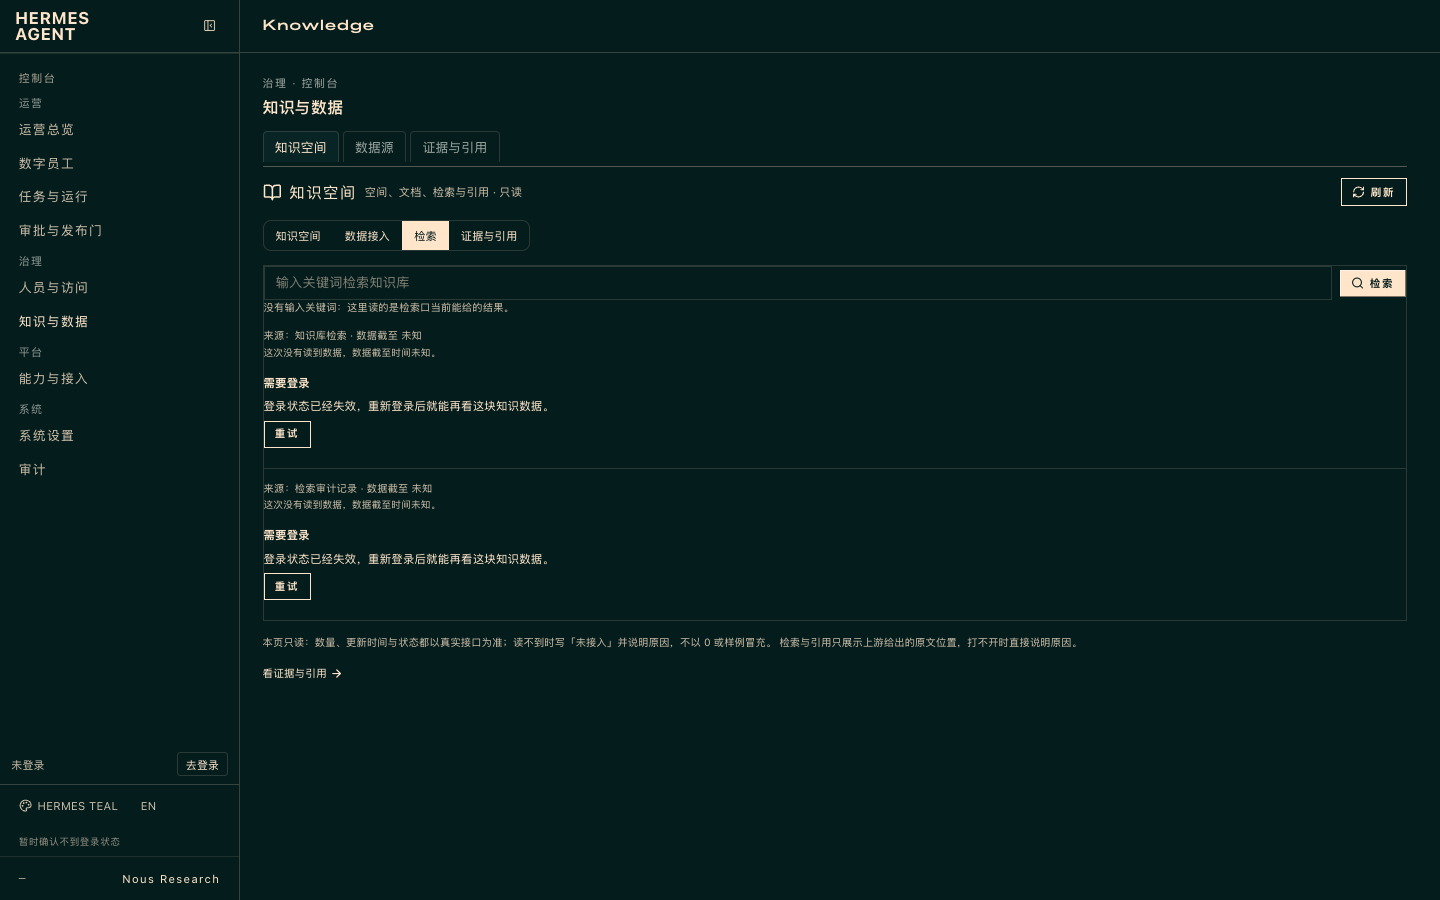 HERMES
AGENT
控制台
运营
运营总览
数字员工
任务与运行
审批与发布门
治理
人员与访问
知识与数据
平台
能力与接入
系统
系统设置
审计
未登录
去登录
HERMES TEAL
EN
暂时确认不到登录状态
–
Nous Research
Knowledge
治理 · 控制台
知识与数据
知识空间
数据源
证据与引用
知识空间
空间、文档、检索与引用 · 只读
刷新
知识空间
数据接入
检索
证据与引用
输入关键词检索知识库
检索
没有输入关键词：这里读的是检索口当前能给的结果。
来源：知识库检索 · 数据截至 未知
这次没有读到数据，数据截至时间未知。
需要登录
登录状态已经失效，重新登录后就能再看这块知识数据。
重试
来源：检索审计记录 · 数据截至 未知
这次没有读到数据，数据截至时间未知。
需要登录
登录状态已经失效，重新登录后就能再看这块知识数据。
重试
本页只读：数量、更新时间与状态都以真实接口为准；读不到时写「未接入」并说明原因，不以 0 或样例冒充。 检索与引用只展示上游给出的原文位置，打不开时直接说明原因。
看证据与引用 →